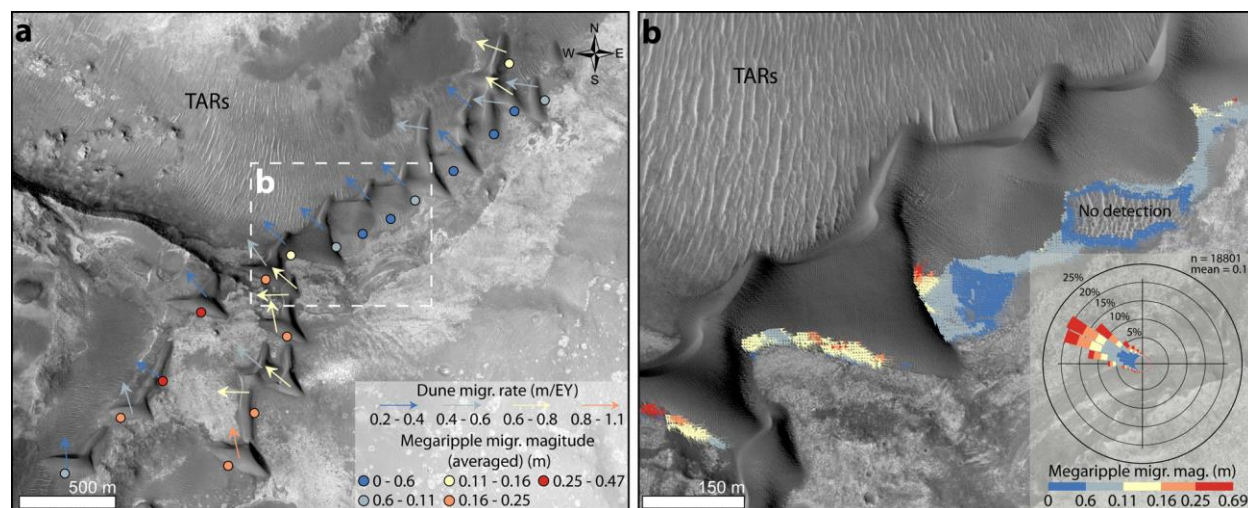 a
N
W E
S
TARs
b
500 m
Dune migr. rate (m/EY)
0.2 - 0.4 0.4 - 0.6 0.6 - 0.8 0.8 - 1.1
Megaripple migr. magitude
(averaged) (m)
0 - 0.6 0.11 - 0.16 0.25 - 0.47
0.6 - 0.11 0.16 - 0.25
b
TARs
No detection
n = 18801
mean = 0.1
25%
20%
15%
10%
5%
150 m
Megaripple migr. mag. (m)
0 0.6 0.11 0.16 0.25 0.69